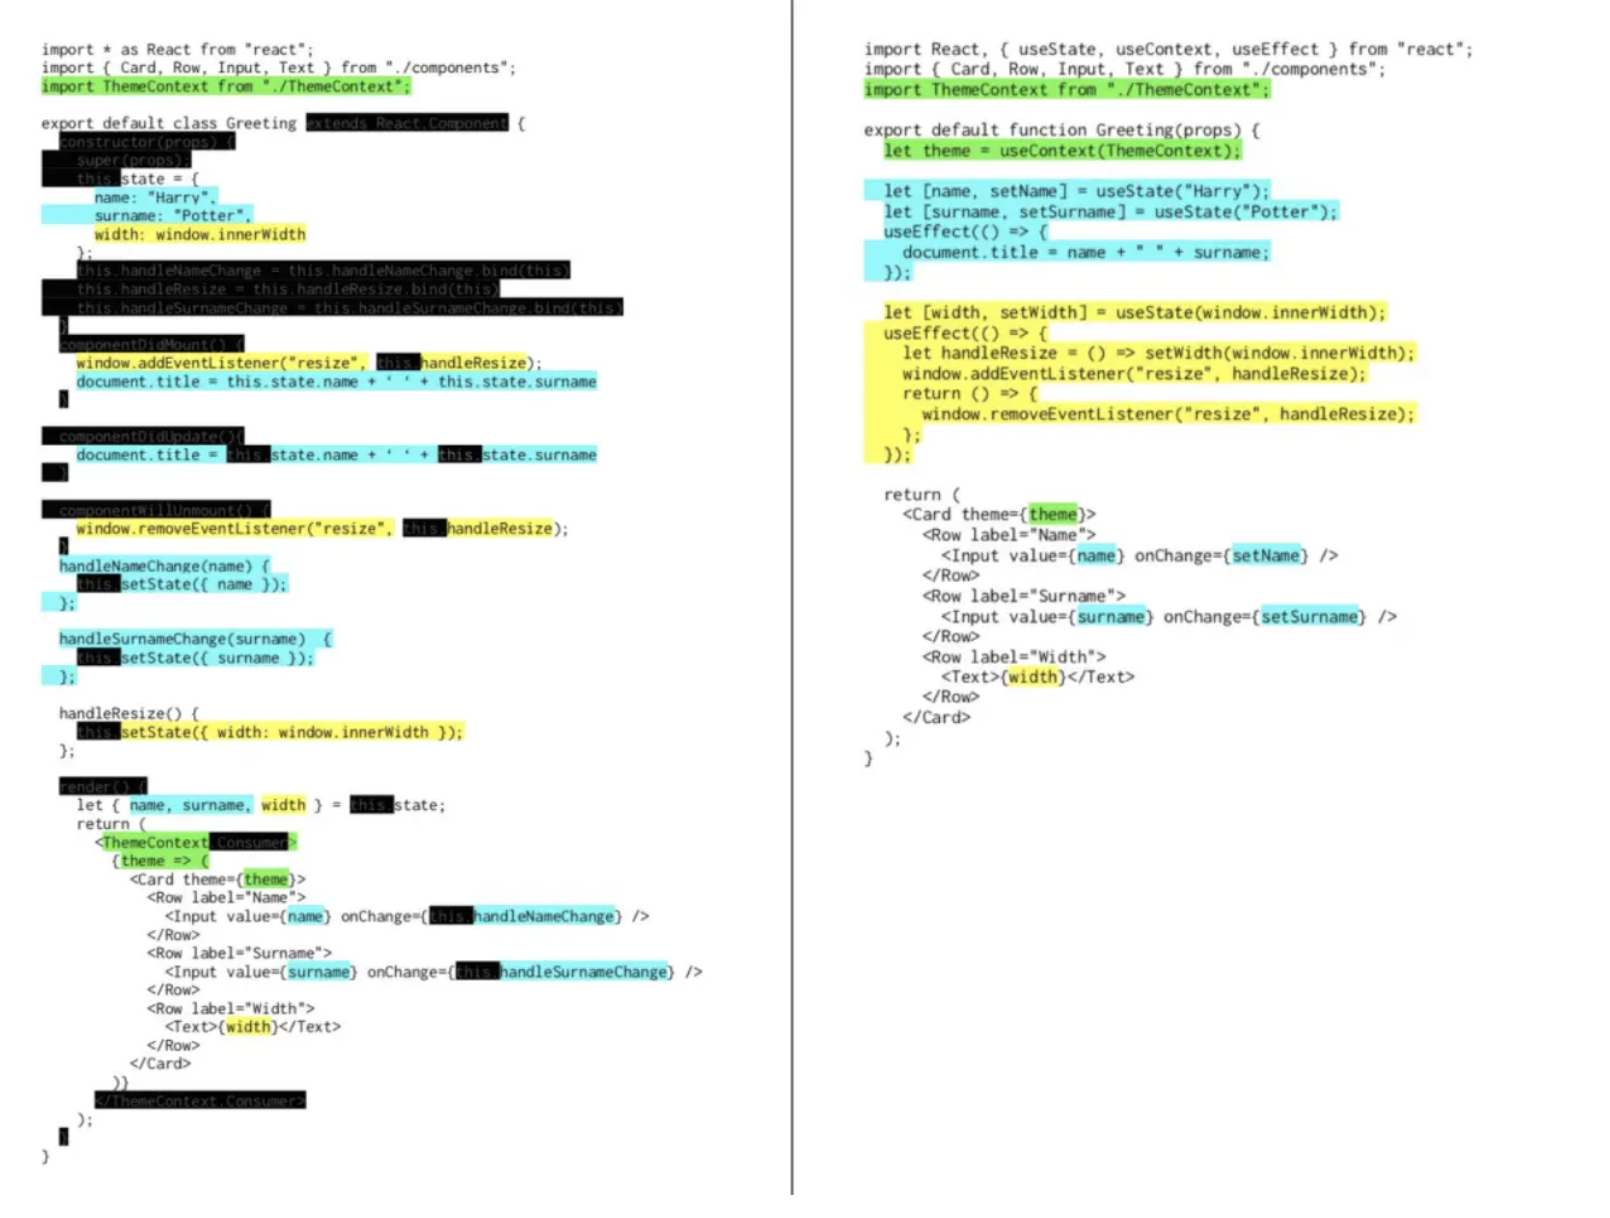 import * as React from "react";
import { Card, Row, Input, Text } from "./components";
import ThemeContext from "./ThemeContext";
export default class Greeting extends React.Component {
constructor(props) {
super(props);
this.state = {
name: "Harry",
surname: "Potter",
width: window.innerWidth
};
this.handleNameChange = this.handleNameChange.bind(this)
this.handleResize = this.handleResize.bind(this)
this.handleSurnameChange = this.handleSurnameChange.bind(this)
}
componentDidMount() {
window.addEventListener("resize", this.handleResize);
document.title = this.state.name + ' ' + this.state.surname
}
componentDidUpdate(){
document.title = this.state.name + ' ' + this.state.surname
}
componentWillUnmount() {
window.removeEventListener("resize", this.handleResize);
}
handleNameChange(name) {
this.setState({ name });
};
handleSurnameChange(surname) {
this.setState({ surname });
};
handleResize() {
this.setState({ width: window.innerWidth });
};
render() {
let { name, surname, width } = this.state;
return (
<ThemeContext.Consumer>
{theme => (
<Card theme={theme}>
<Row label="Name">
<Input value={name} onChange={this.handleNameChange} />
</Row>
<Row label="Surname">
<Input value={surname} onChange={this.handleSurnameChange} />
</Row>
<Row label="Width">
<Text>{width}</Text>
</Row>
</Card>
)}
</ThemeContext.Consumer>
);
}
}
import React, { useState, useContext, useEffect } from "react";
import { Card, Row, Input, Text } from "./components";
import ThemeContext from "./ThemeContext";
export default function Greeting(props) {
let theme = useContext(ThemeContext);
let [name, setName] = useState("Harry");
let [surname, setSurname] = useState("Potter");
useEffect(() => {
document.title = name + " " + surname;
});
let [width, setWidth] = useState(window.innerWidth);
useEffect(() => {
let handleResize = () => setWidth(window.innerWidth);
window.addEventListener("resize", handleResize);
return () => {
window.removeEventListener("resize", handleResize);
};
});
return (
<Card theme={theme}>
<Row label="Name">
<Input value={name} onChange={setName} />
</Row>
<Row label="Surname">
<Input value={surname} onChange={setSurname} />
</Row>
<Row label="Width">
<Text>{width}</Text>
</Row>
</Card>
);
}